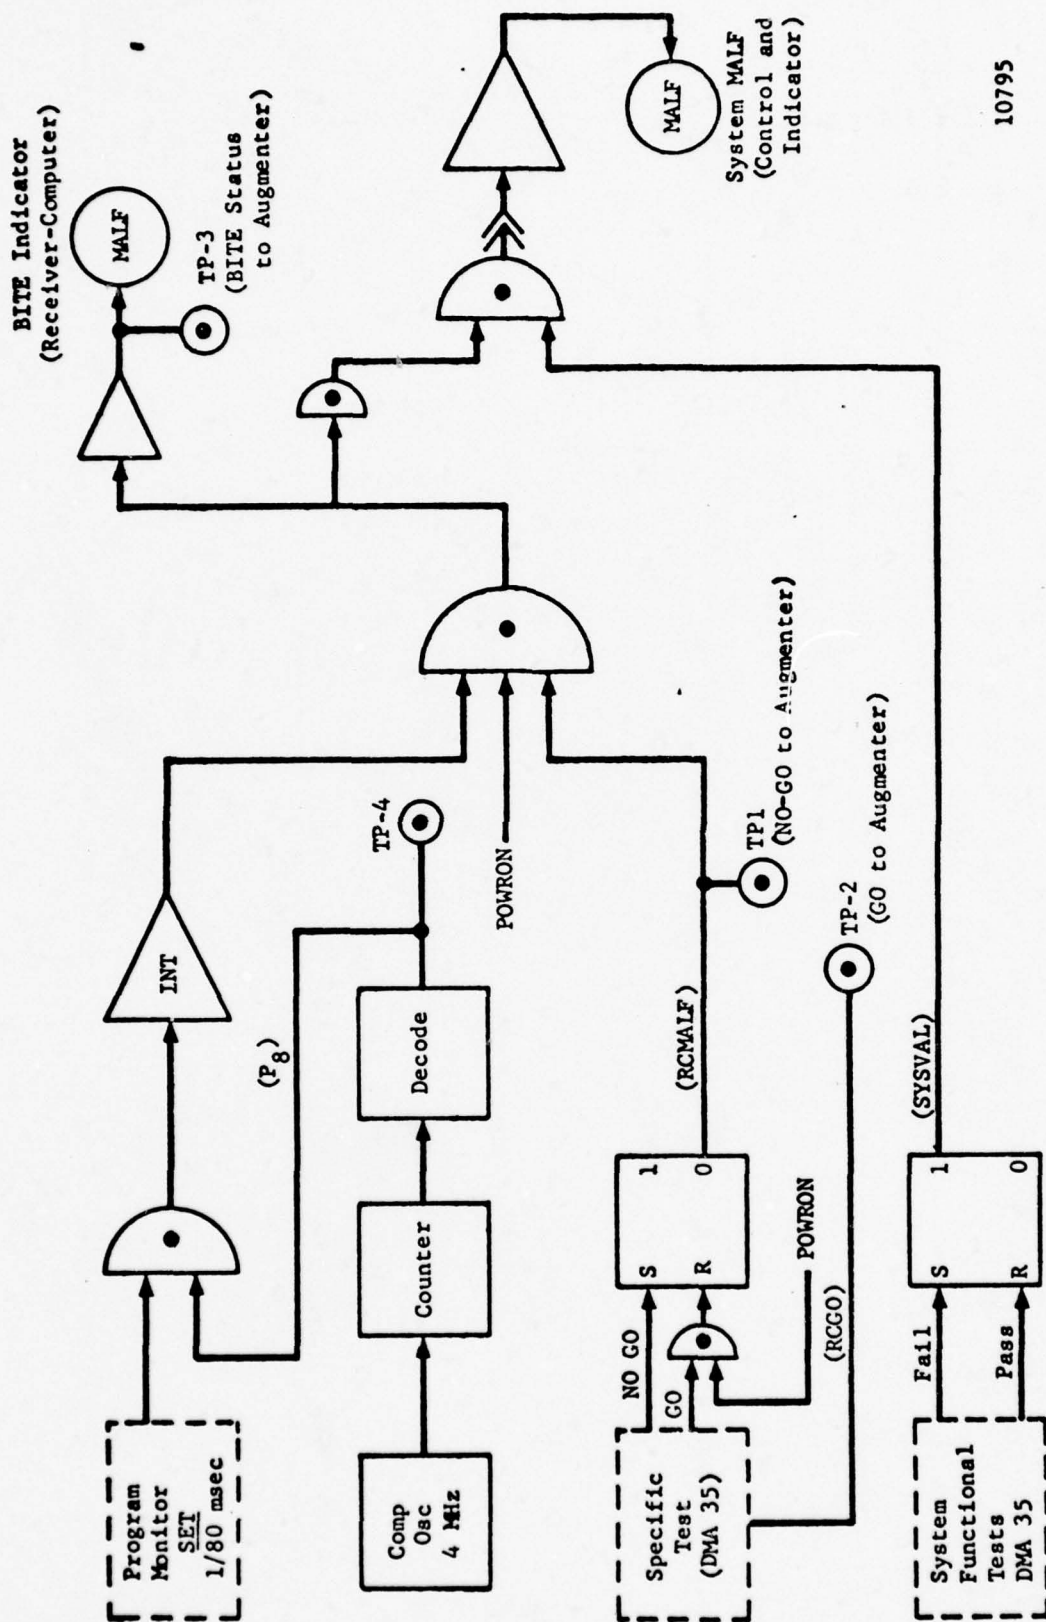 Program
Monitor
SET
1/80 msec
INT
(P8)
Comp
Osc
4 MHz
Counter
Decode
TP-4
POWRON
BITE Indicator
(Receiver-Computer)
MALF
TP-3
(BITE Status
to Augmenter)
Specific
Test
(DMA 35)
NO GO
GO
S
R
1
0
(RCMALF)
POWRON
(RCGO)
TP1
(NO-GO to Augmenter)
TP-2
(GO to Augmenter)
System
Functional
Tests
DMA 35
Fail
Pass
S
R
1
0
(SYSVAL)
MALF
System MALF
(Control and
Indicator)
10795